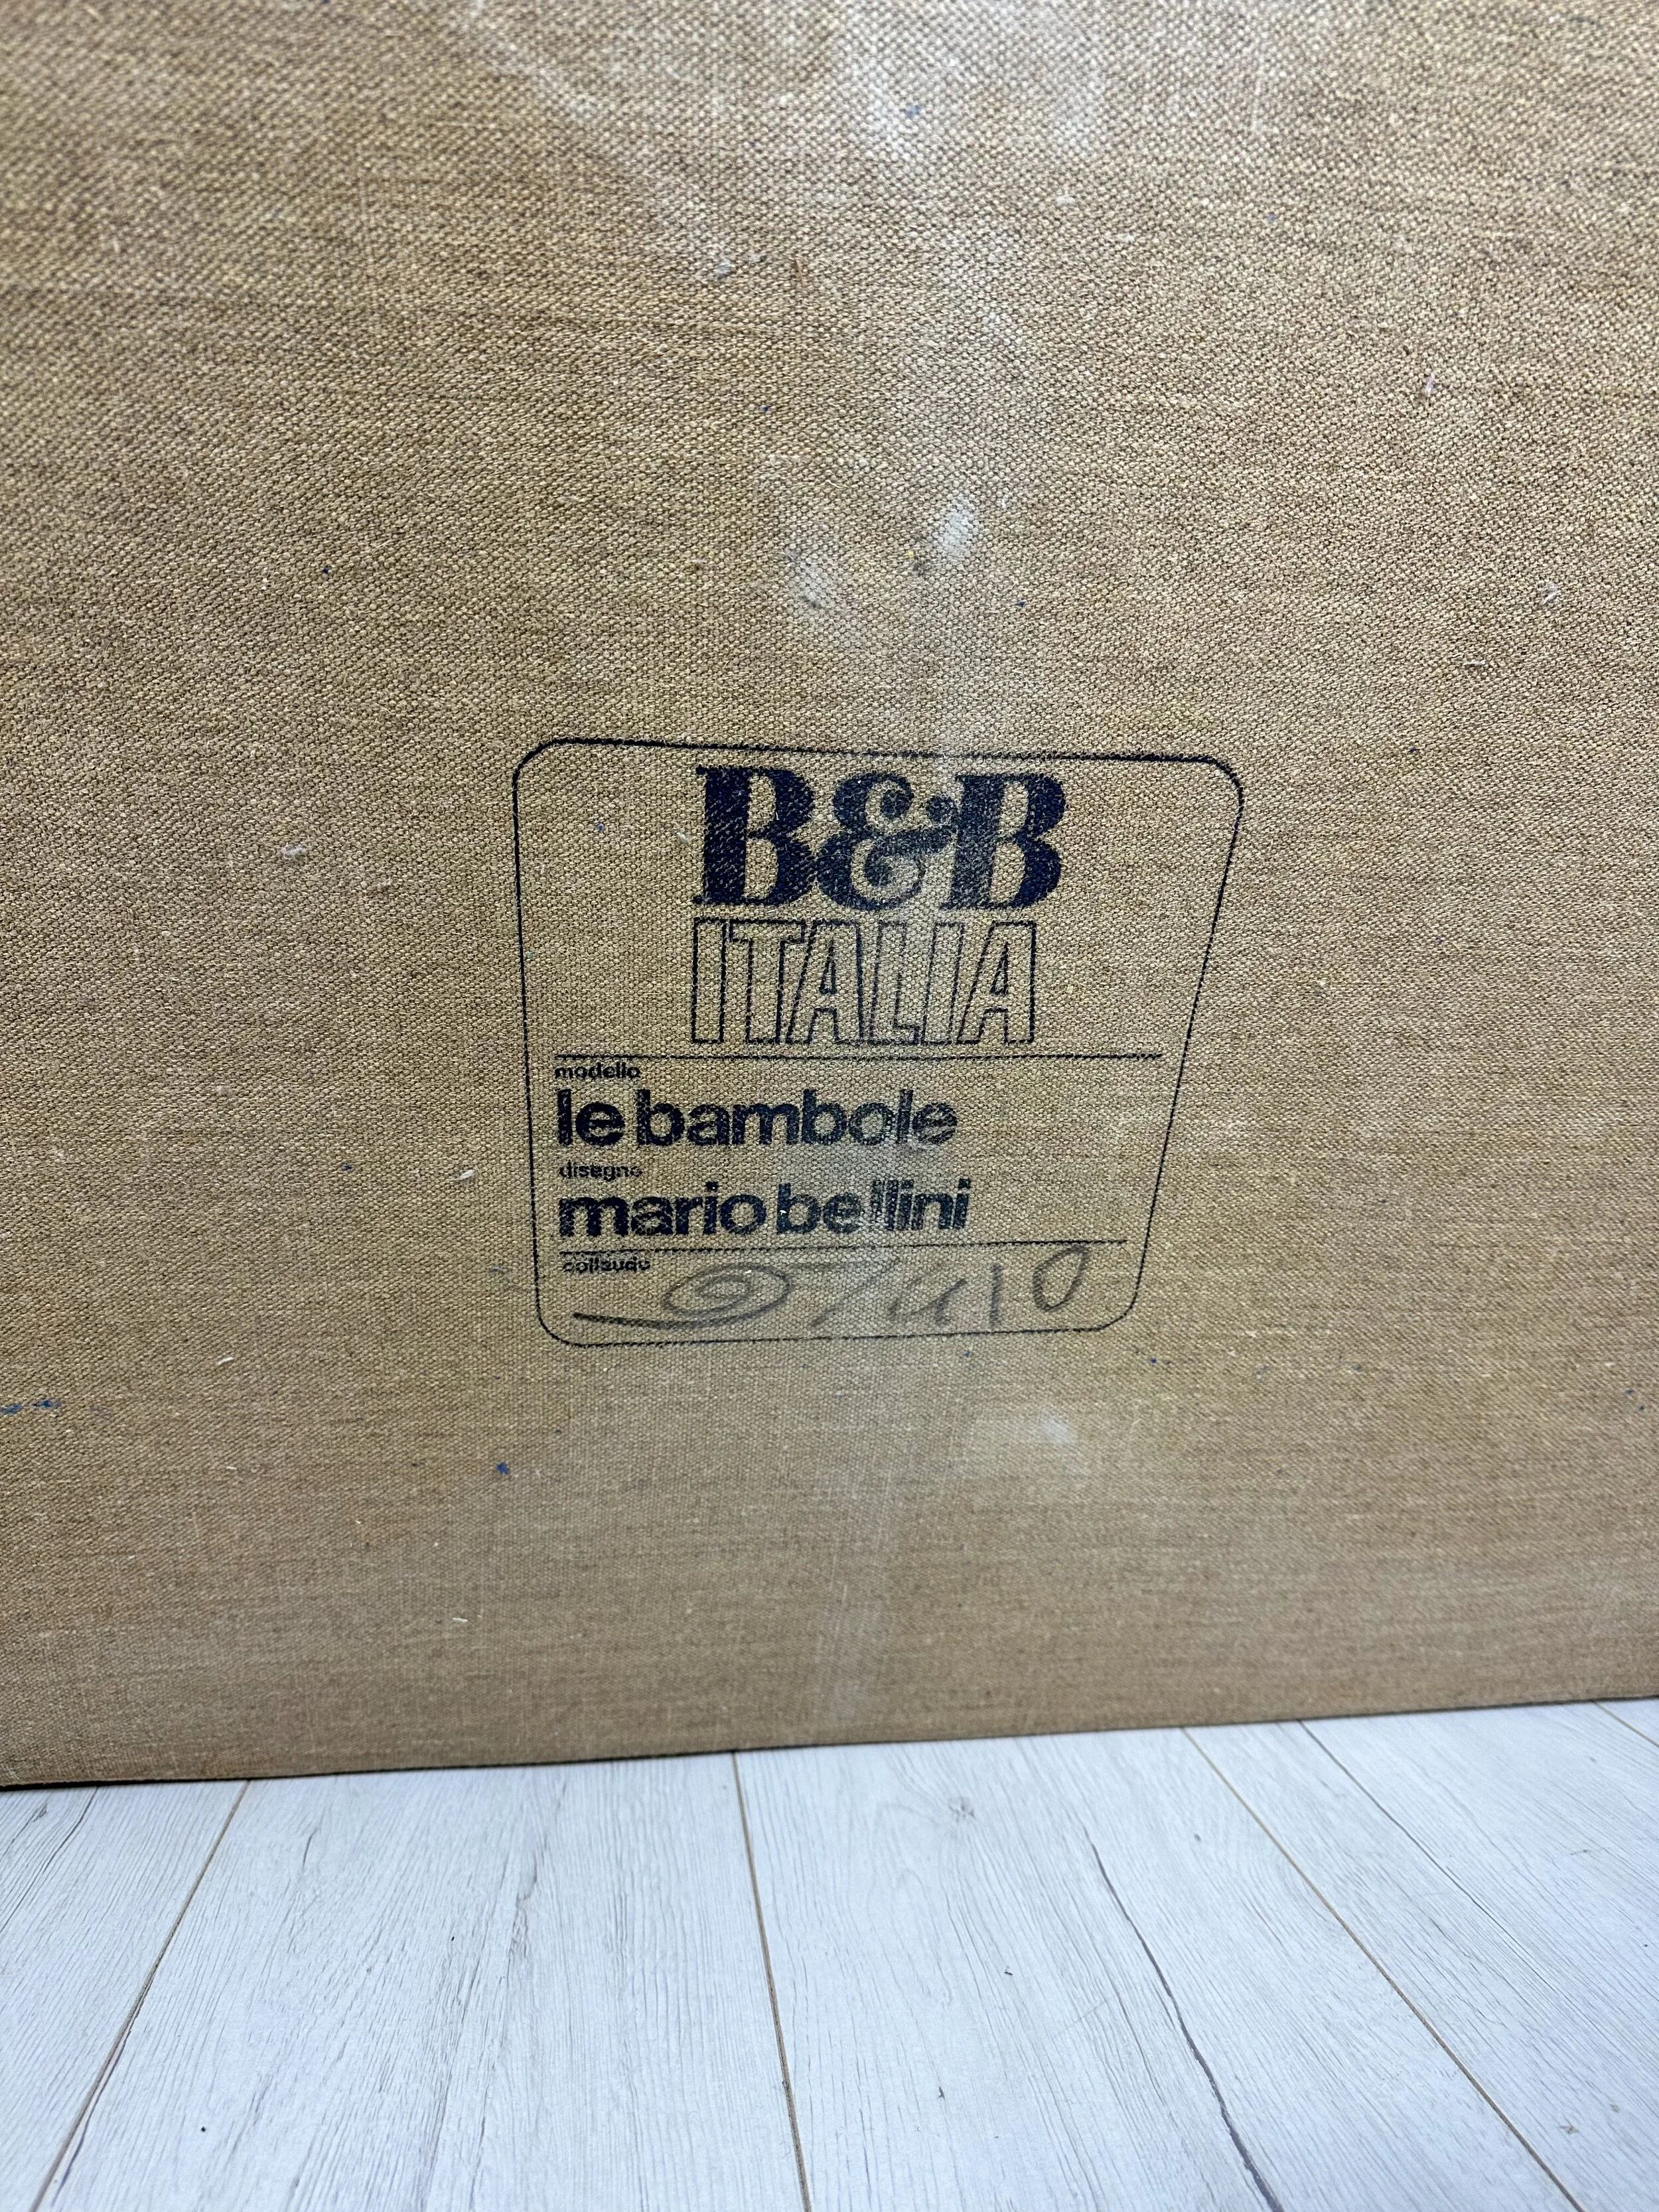 B&B
ITALIA
modello
le bambole
disegno
mario bellini
collaudo